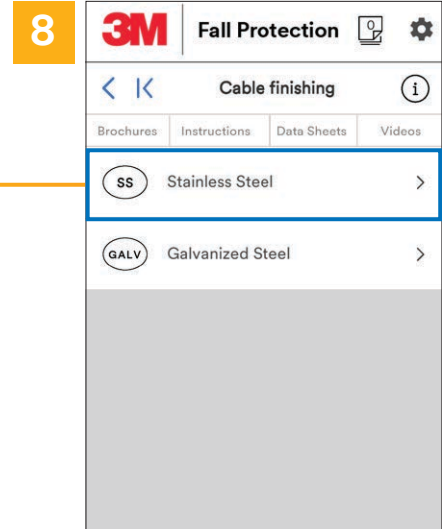 8
3M Fall Protection
Cable finishing i
Brochures Instructions Data Sheets Videos
SS Stainless Steel
GALV Galvanized Steel